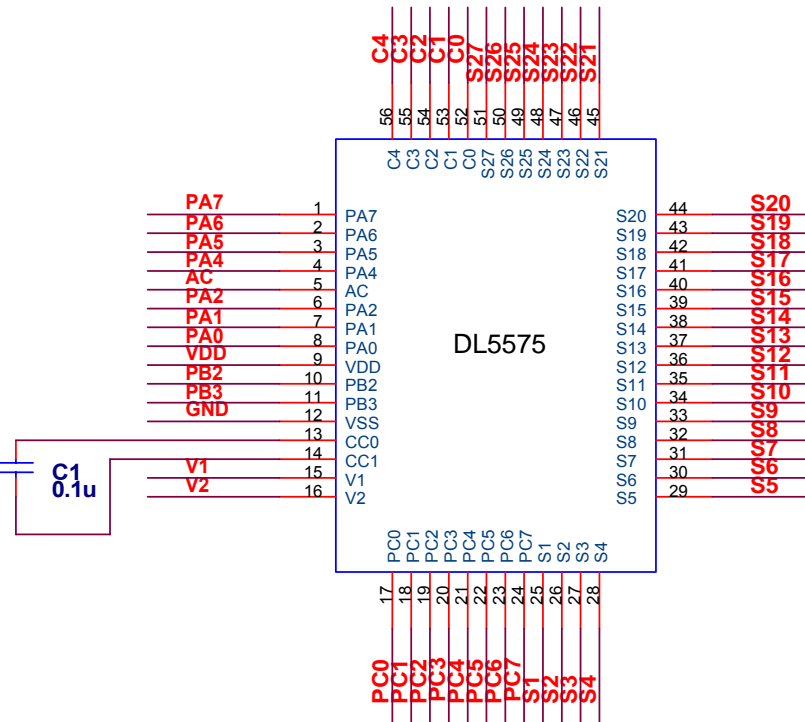 C4 C3 C2 C1 C0 S27 S26 S25 S24 S23 S22 S21
56 55 54 53 52 51 50 49 48 47 46 45
C4 C3 C2 C1 C0 S27 S26 S25 S24 S23 S22 S21
PA7 1 PA7 S20 44 S20
PA6 2 PA6 S19 43 S19
PA5 3 PA5 S18 42 S18
PA4 4 PA4 S17 41 S17
AC 5 AC S16 40 S16
PA2 6 PA2 S15 39 S15
PA1 7 PA1 S14 38 S14
PA0 8 PA0 DL5575 S13 37 S13
VDD 9 VDD S12 36 S12
PB2 10 PB2 S11 35 S11
PB3 11 PB3 S10 34 S10
GND 12 VSS S9 33 S9
13 CC0 S8 32 S8
14 CC1 S7 31 S7
C1 V1 15 V1 S6 30 S6
0.1u V2 16 V2 S5 29 S5
PC0 PC1 PC2 PC3 PC4 PC5 PC6 PC7 S1 S2 S3 S4
17 18 19 20 21 22 23 24 25 26 27 28
PC0 PC1 PC2 PC3 PC4 PC5 PC6 PC7 S1 S2 S3 S4